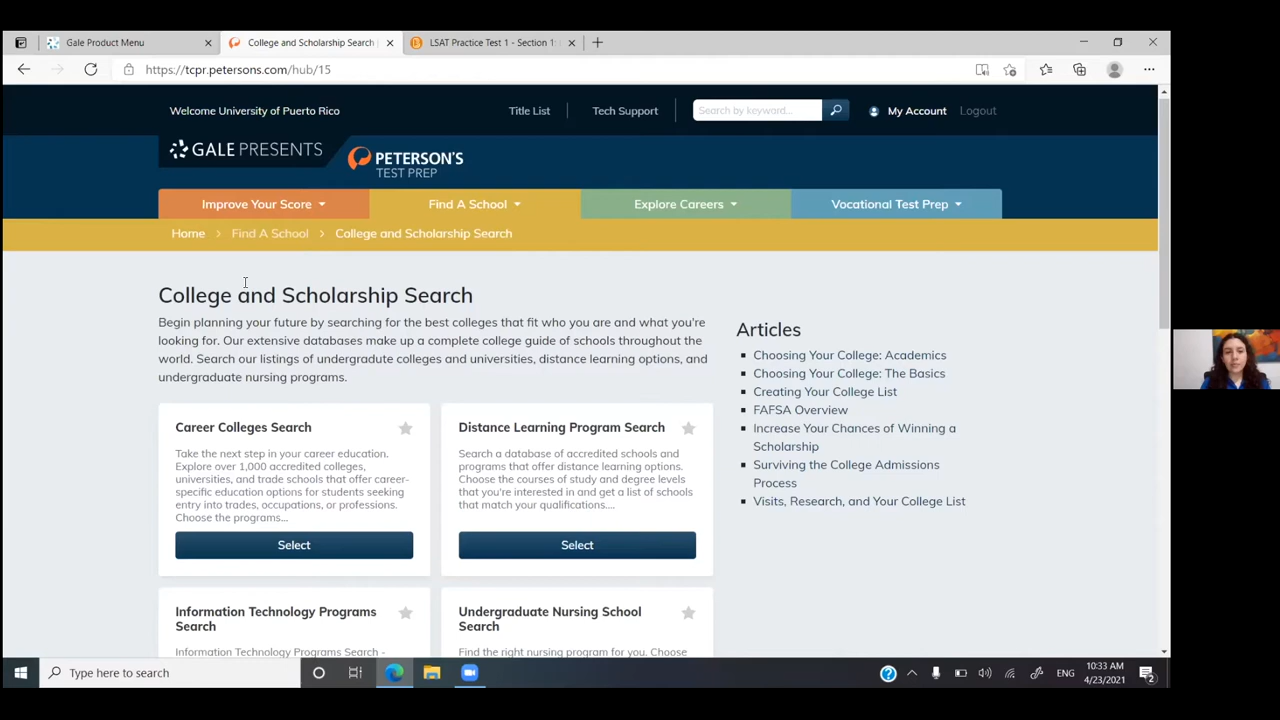 Gale Product Menu
College and Scholarship Search
LSAT Practice Test 1 - Section 1:
https://tcpr.petersons.com/hub/15
Welcome University of Puerto Rico
Title List
Tech Support
Search by keyword...
My Account
Logout
GALE PRESENTS
PETERSON'S
TEST PREP
Improve Your Score
Find A School
Explore Careers
Vocational Test Prep
Home > Find A School > College and Scholarship Search
College and Scholarship Search
Begin planning your future by searching for the best colleges that fit who you are and what you're
looking for. Our extensive databases make up a complete college guide of schools throughout the
world. Search our listings of undergradute colleges and universities, distance learning options, and
undergraduate nursing programs.
Articles
Choosing Your College: Academics
Choosing Your College: The Basics
Creating Your College List
FAFSA Overview
Increase Your Chances of Winning a
Scholarship
Surviving the College Admissions
Process
Visits, Research, and Your College List
Career Colleges Search
Take the next step in your career education.
Explore over 1,000 accredited colleges,
universities, and trade schools that offer career-
specific education options for students seeking
entry into trades, occupations, or professions.
Choose the programs...
Select
Distance Learning Program Search
Search a database of accredited schools and
programs that offer distance learning options.
Choose the courses of study and degree levels
that you're interested in and get a list of schools
that match your qualifications....
Select
Information Technology Programs
Search
Information Technology Programs Search -
Undergraduate Nursing School
Search
Find the right nursing program for you. Choose
Type here to search
ENG
10:33 AM
4/23/2021
2